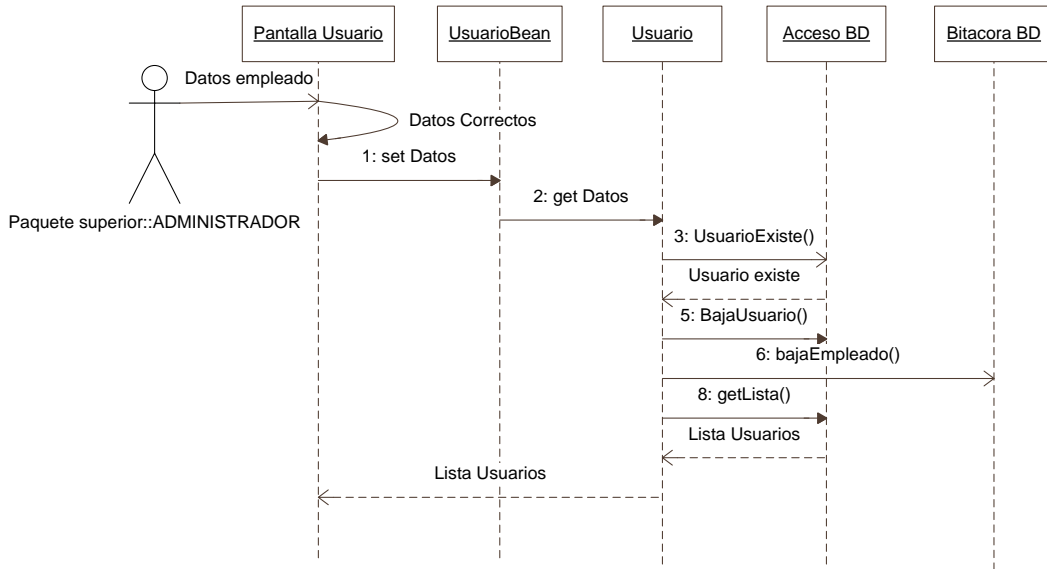 Pantalla Usuario
UsuarioBean
Usuario
Acceso BD
Bitacora BD
Datos empleado
Datos Correctos
1: set Datos
2: get Datos
Paquete superior::ADMINISTRADOR
3: UsuarioExiste()
Usuario existe
5: BajaUsuario()
6: bajaEmpleado()
8: getLista()
Lista Usuarios
Lista Usuarios